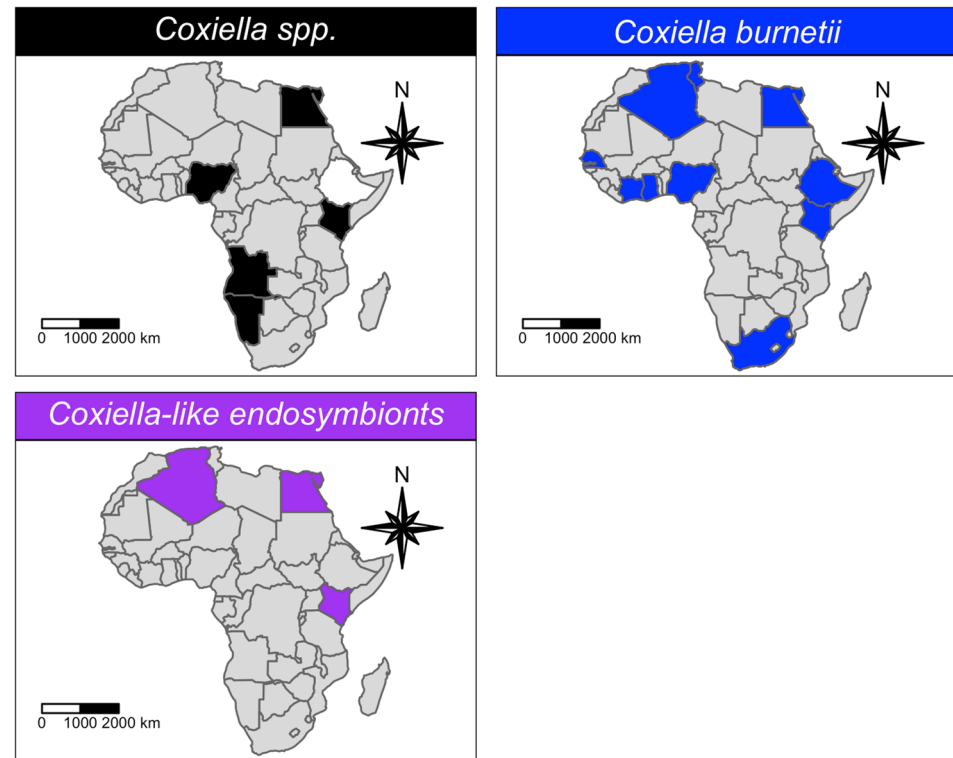 Coxiella spp.
N
0 1000 2000 km
Coxiella burnetii
N
0 1000 2000 km
Coxiella-like endosymbionts
N
0 1000 2000 km